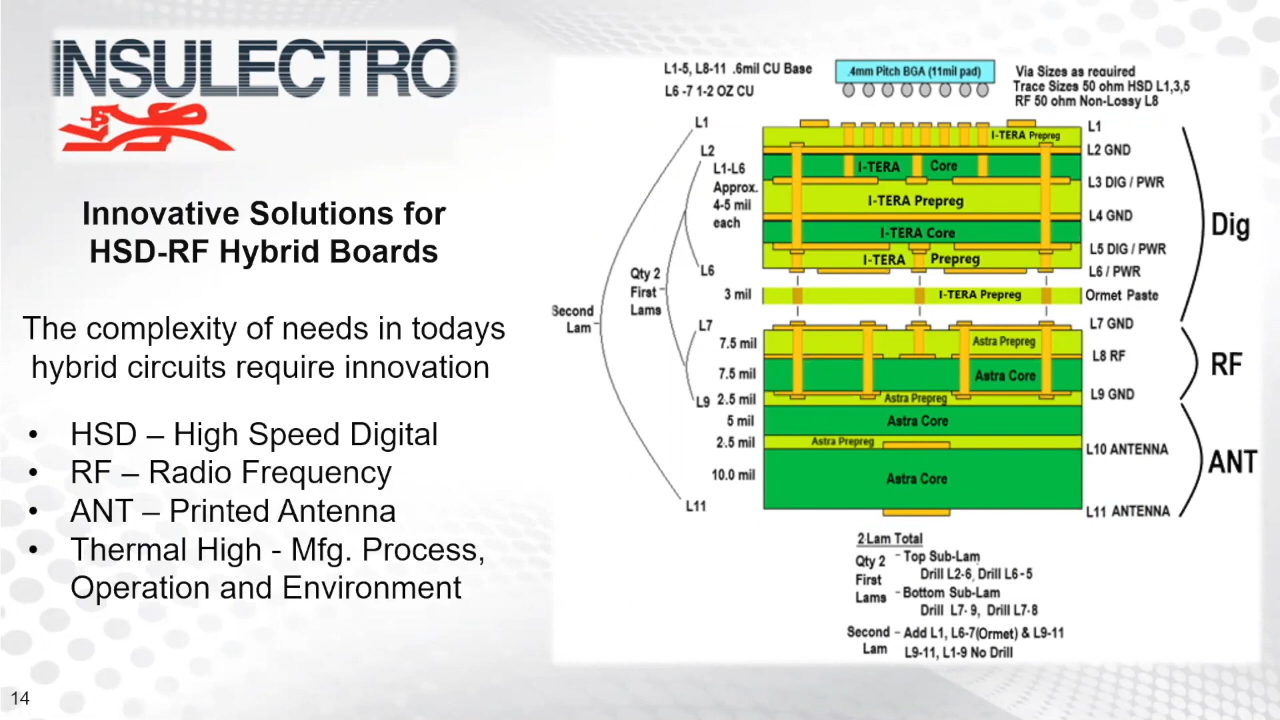 INSULECTRO
Innovative Solutions for
HSD-RF Hybrid Boards
The complexity of needs in todays
hybrid circuits require innovation
• HSD – High Speed Digital
• RF – Radio Frequency
• ANT – Printed Antenna
• Thermal High - Mfg. Process,
Operation and Environment
14
L1-5, L8-11 .6mil CU Base
L6 -7 1-2 OZ CU
.4mm Pitch BGA (11mil pad)
Via Sizes as required
Trace Sizes 50 ohm HSD L1,3,5
RF 50 ohm Non-Lossy L8
L1
L2
L1-L6
Approx.
4-5 mil
each
L6
Qty 2
First
Lams
Second
Lam
3 mil
L7
7.5 mil
7.5 mil
L9 2.5 mil
5 mil
2.5 mil
10.0 mil
L11
I-TERA Prepreg
I-TERA Core
I-TERA Prepreg
I-TERA Core
I-TERA Prepreg
I-TERA Prepreg
Astra Prepreg
Astra Core
Astra Prepreg
Astra Core
Astra Prepreg
Astra Core
L1
L2 GND
L3 DIG / PWR
L4 GND
L5 DIG / PWR
L6 / PWR
Ormet Paste
L7 GND
L8 RF
L9 GND
L10 ANTENNA
L11 ANTENNA
Dig
RF
ANT
2 Lam Total
Qty 2
First
Lams
- Top Sub-Lam
Drill L2-6, Drill L6-5
- Bottom Sub-Lam
Drill L7-9, Drill L7-8
Second
Lam
- Add L1, L6-7(Ormet) & L9-11
L9-11, L1-9 No Drill